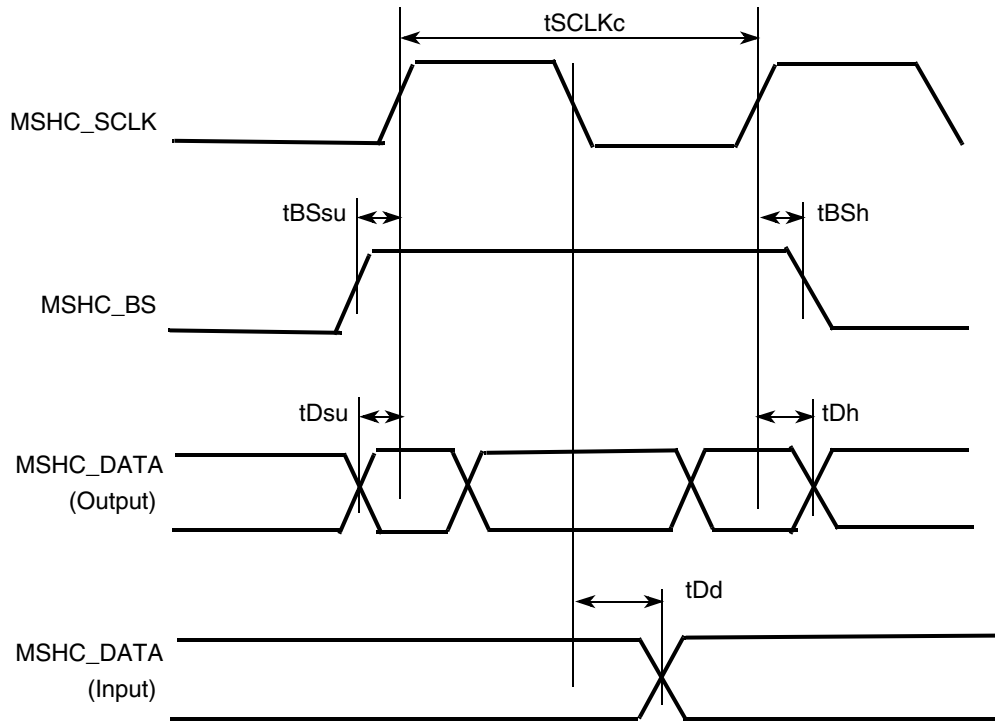 tSCLKc
MSHC_SCLK
tBSsu
tBSh
MSHC_BS
tDsu
tDh
MSHC_DATA
(Output)
tDd
MSHC_DATA
(Input)